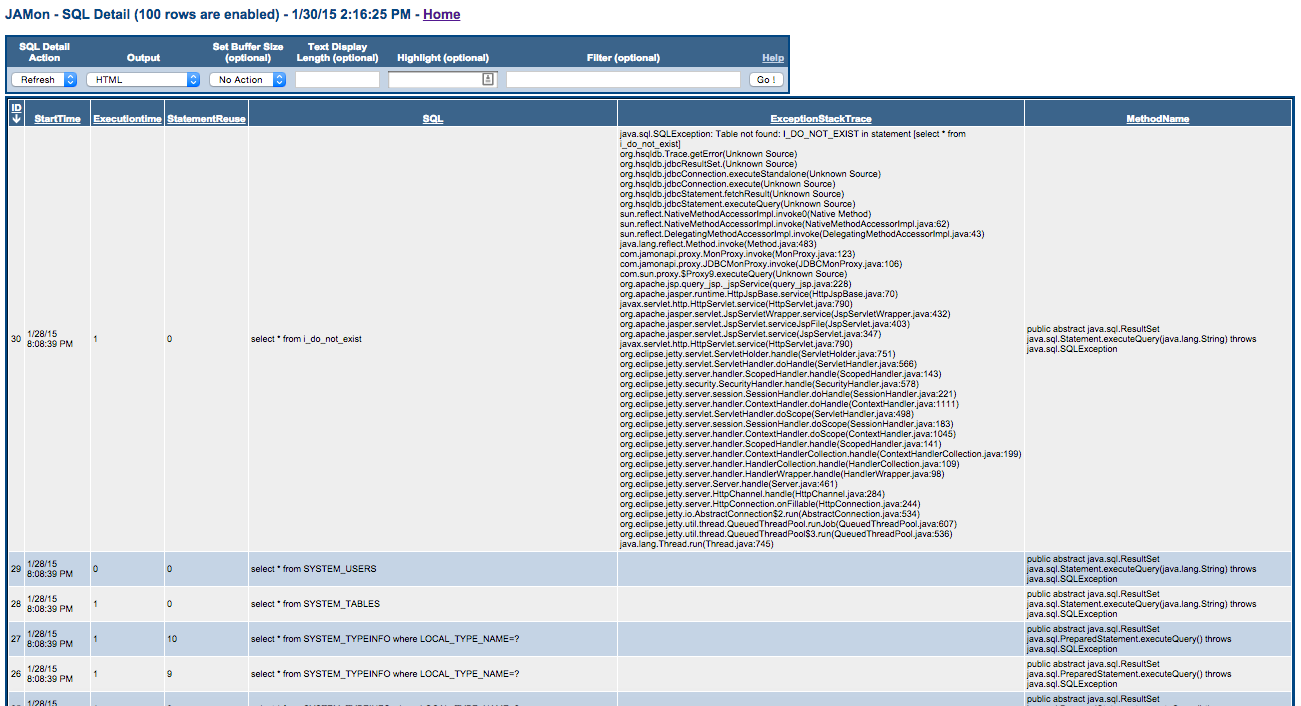 JAMon - SQL Detail (100 rows are enabled) - 1/30/15 2:16:25 PM - Home
SQL Detail
Action
Output
Set Buffer Size
(optional)
Text Display
Length (optional)
Highlight (optional)
Filter (optional)
Help
Refresh
HTML
No Action
Go !
ID
StartTime
Executiontime
StatementReuse
SQL
ExceptionStackTrace
MethodName
30
1/28/15
8:08:39 PM
1
0
select * from i_do_not_exist
java.sql.SQLException: Table not found: I_DO_NOT_EXIST in statement [select * from
i_do_not_exist]
org.hsqldb.Trace.getError(Unknown Source)
org.hsqldb.jdbcResultSet.(Unknown Source)
org.hsqldb.jdbcConnection.executeStandalone(Unknown Source)
org.hsqldb.jdbcConnection.execute(Unknown Source)
org.hsqldb.jdbcStatement.fetchResult(Unknown Source)
org.hsqldb.jdbcStatement.executeQuery(Unknown Source)
sun.reflect.NativeMethodAccessorImpl.invoke0(Native Method)
sun.reflect.NativeMethodAccessorImpl.invoke(NativeMethodAccessorImpl.java:62)
sun.reflect.DelegatingMethodAccessorImpl.invoke(DelegatingMethodAccessorImpl.java:43)
java.lang.reflect.Method.invoke(Method.java:483)
com.jamonapi.proxy.MonProxy.invoke(MonProxy.java:123)
com.jamonapi.proxy.JDBCMonProxy.invoke(JDBCMonProxy.java:106)
com.sun.proxy.$Proxy9.executeQuery(Unknown Source)
org.apache.jsp.query_jsp._jspService(query_jsp.java:228)
org.apache.jasper.runtime.HttpJspBase.service(HttpJspBase.java:70)
javax.servlet.http.HttpServlet.service(HttpServlet.java:790)
org.apache.jasper.servlet.JspServletWrapper.service(JspServletWrapper.java:432)
org.apache.jasper.servlet.JspServlet.serviceJspFile(JspServlet.java:403)
org.apache.jasper.servlet.JspServlet.service(JspServlet.java:347)
javax.servlet.http.HttpServlet.service(HttpServlet.java:790)
org.eclipse.jetty.servlet.ServletHolder.handle(ServletHolder.java:751)
org.eclipse.jetty.servlet.ServletHandler.doHandle(ServletHandler.java:566)
org.eclipse.jetty.server.handler.ScopedHandler.handle(ScopedHandler.java:143)
org.eclipse.jetty.security.SecurityHandler.handle(SecurityHandler.java:578)
org.eclipse.jetty.server.session.SessionHandler.doHandle(SessionHandler.java:221)
org.eclipse.jetty.server.handler.ContextHandler.doHandle(ContextHandler.java:1111)
org.eclipse.jetty.servlet.ServletHandler.doScope(ServletHandler.java:498)
org.eclipse.jetty.server.session.SessionHandler.doScope(SessionHandler.java:183)
org.eclipse.jetty.server.handler.ContextHandler.doScope(ContextHandler.java:1045)
org.eclipse.jetty.server.handler.ScopedHandler.handle(ScopedHandler.java:141)
org.eclipse.jetty.server.handler.ContextHandlerCollection.handle(ContextHandlerCollection.java:199)
org.eclipse.jetty.server.handler.HandlerCollection.handle(HandlerCollection.java:109)
org.eclipse.jetty.server.handler.HandlerWrapper.handle(HandlerWrapper.java:98)
org.eclipse.jetty.server.Server.handle(Server.java:461)
org.eclipse.jetty.server.HttpChannel.handle(HttpChannel.java:284)
org.eclipse.jetty.server.HttpConnection.onFillable(HttpConnection.java:244)
org.eclipse.jetty.io.AbstractConnection$2.run(AbstractConnection.java:534)
org.eclipse.jetty.util.thread.QueuedThreadPool.runJob(QueuedThreadPool.java:607)
org.eclipse.jetty.util.thread.QueuedThreadPool$3.run(QueuedThreadPool.java:536)
java.lang.Thread.run(Thread.java:745)
public abstract java.sql.ResultSet
java.sql.Statement.executeQuery(java.lang.String) throws
java.sql.SQLException
29
1/28/15
8:08:39 PM
0
0
select * from SYSTEM_USERS
public abstract java.sql.ResultSet
java.sql.Statement.executeQuery(java.lang.String) throws
java.sql.SQLException
28
1/28/15
8:08:39 PM
1
0
select * from SYSTEM_TABLES
public abstract java.sql.ResultSet
java.sql.Statement.executeQuery(java.lang.String) throws
java.sql.SQLException
27
1/28/15
8:08:39 PM
1
10
select * from SYSTEM_TYPEINFO where LOCAL_TYPE_NAME=?
public abstract java.sql.ResultSet
java.sql.PreparedStatement.executeQuery() throws
java.sql.SQLException
26
1/28/15
8:08:39 PM
1
9
select * from SYSTEM_TYPEINFO where LOCAL_TYPE_NAME=?
public abstract java.sql.ResultSet
java.sql.PreparedStatement.executeQuery() throws
java.sql.SQLException
1/28/15
public abstract java.sql.ResultSet